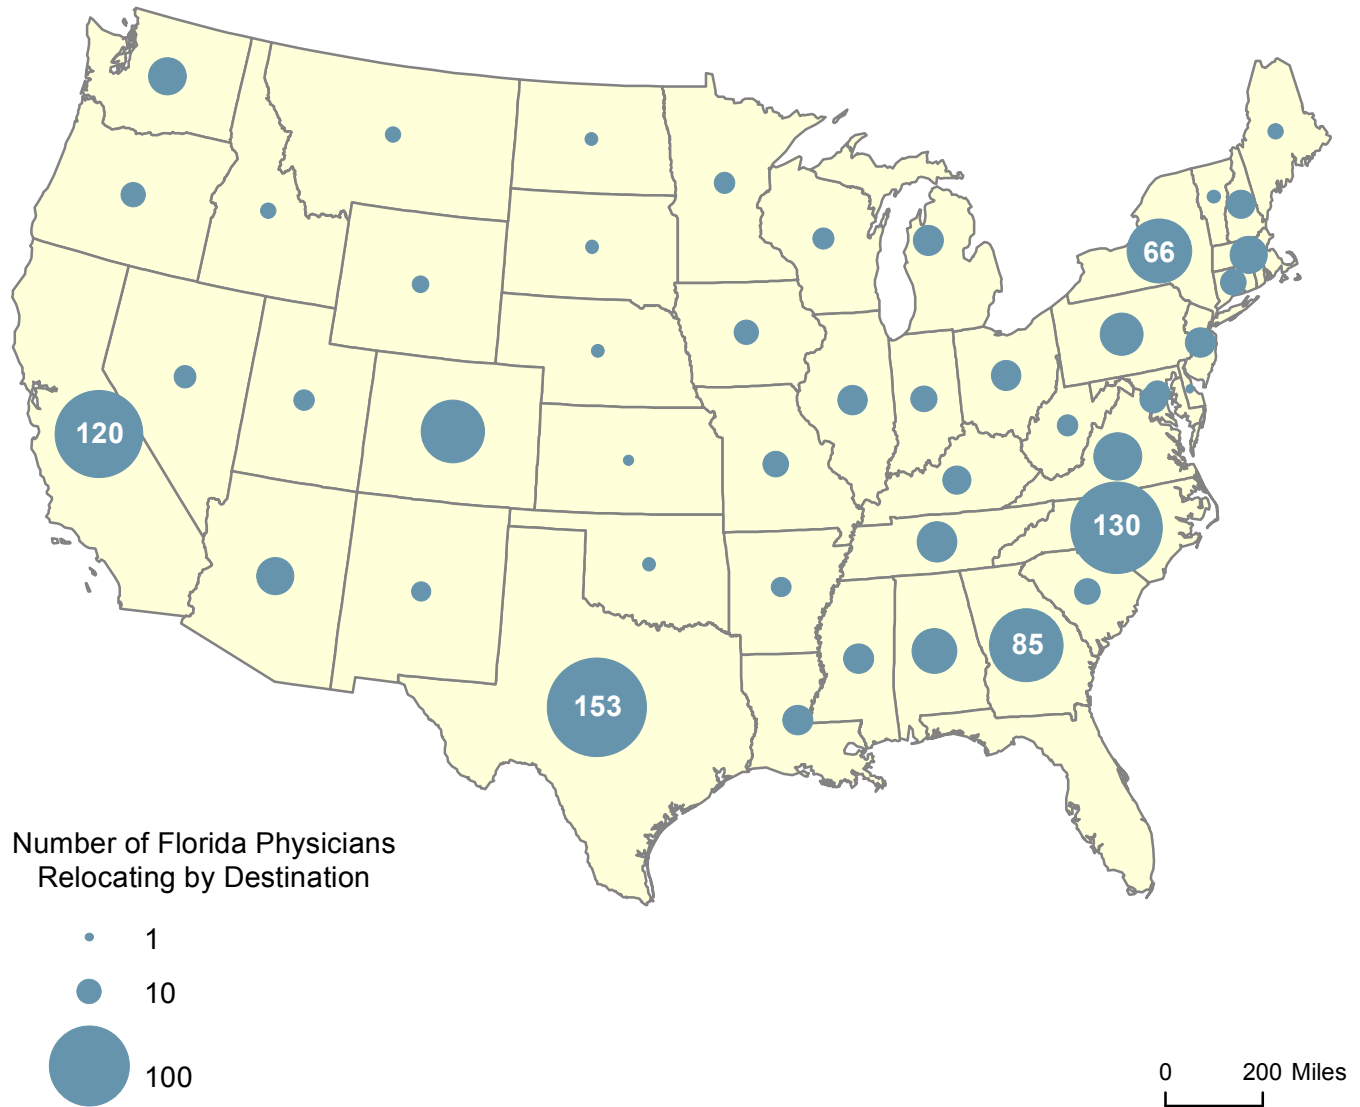 66
120
130
85
153
Number of Florida Physicians
Relocating by Destination
1
10
100
0 200 Miles